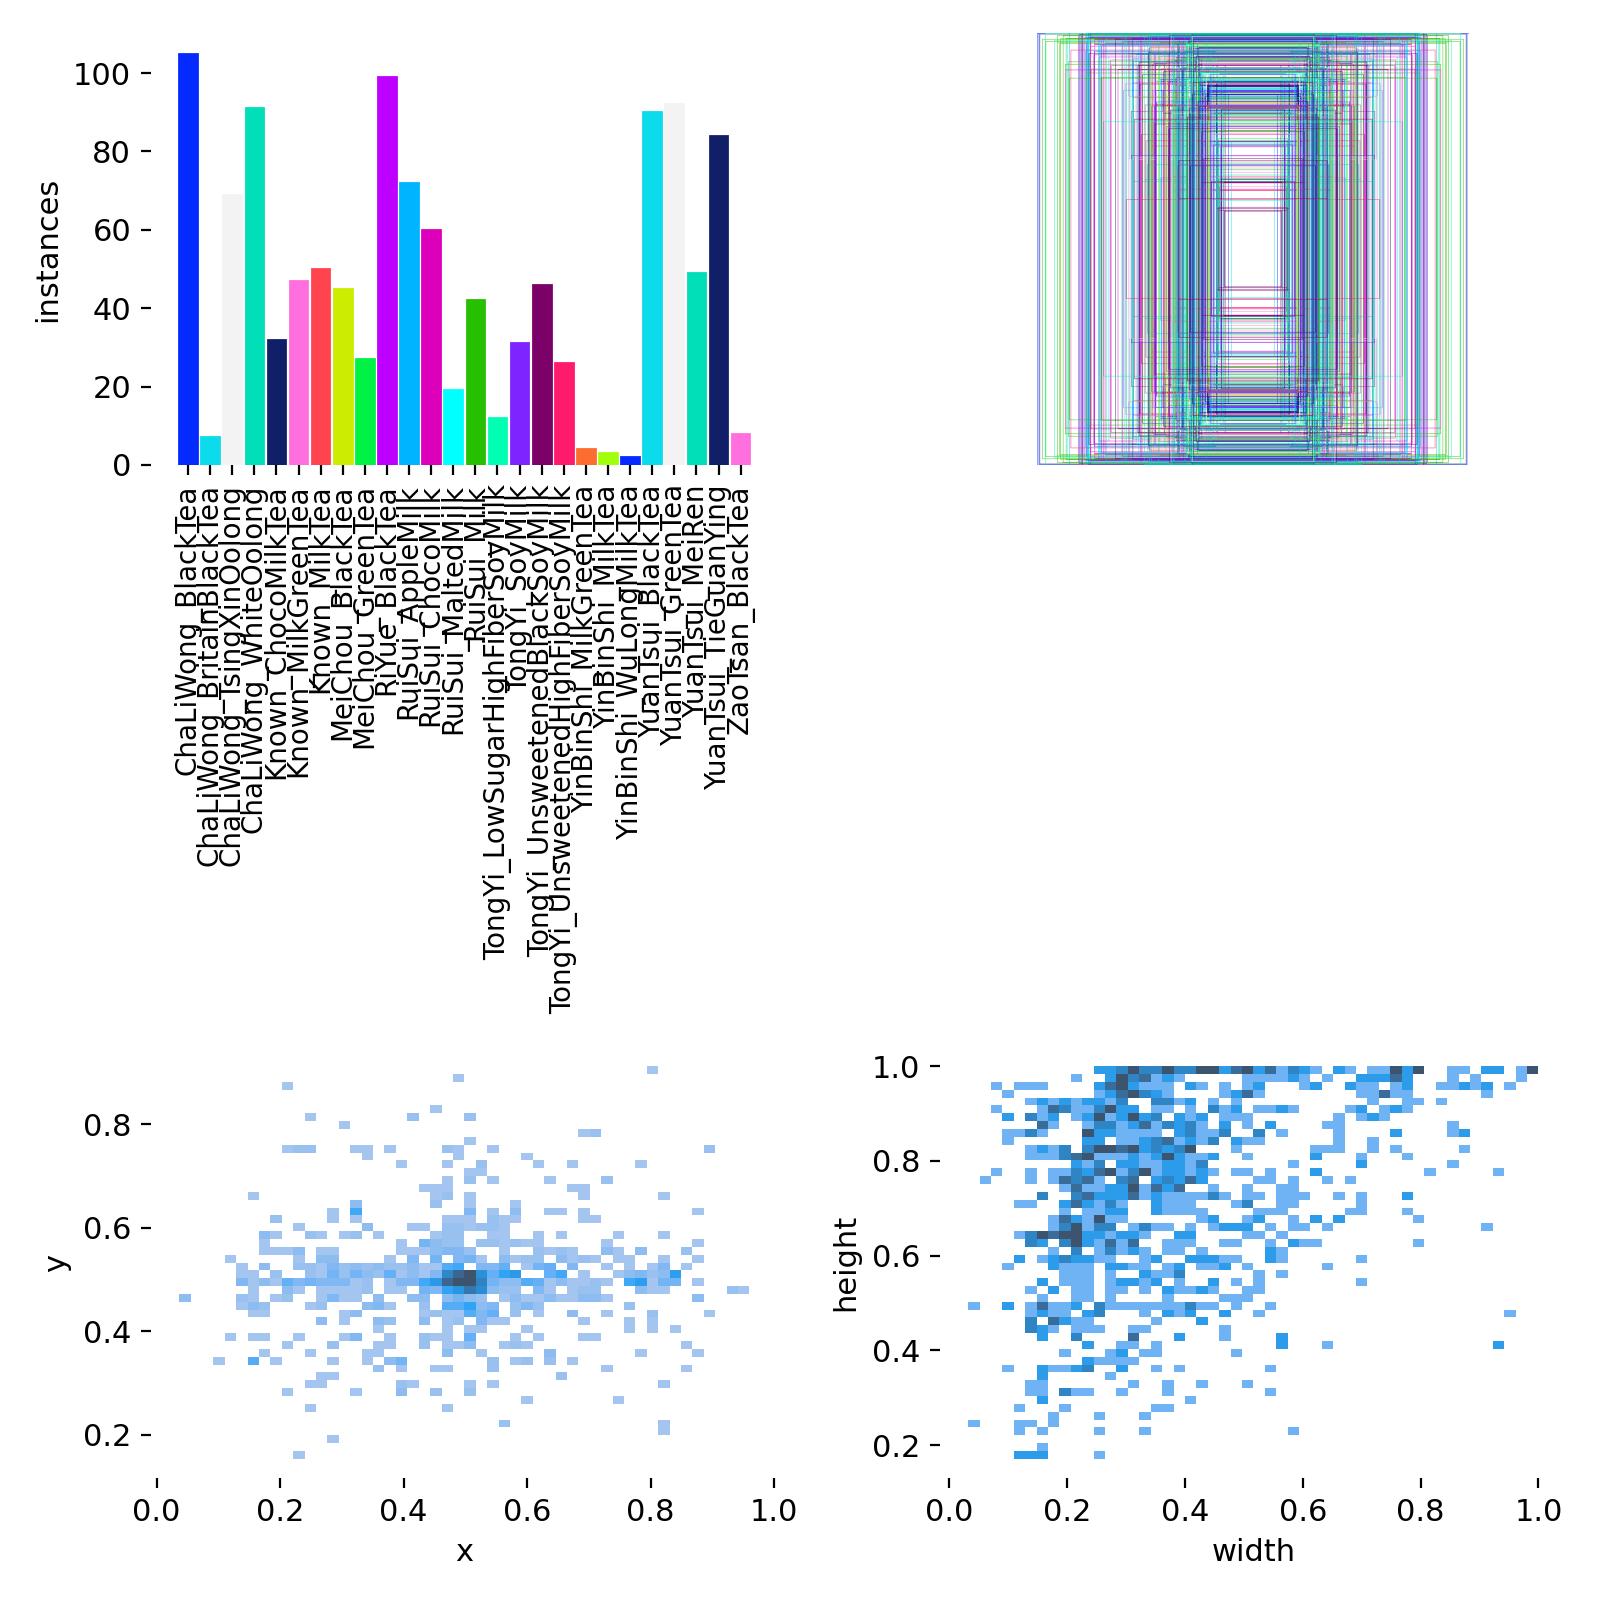 instances
100
80
60
40
20
0
ChaLiWong_BlackTea
ChaLiWong_BritainBlackTea
ChaLiWong_TsingXinOolong
ChaLiWong_WhiteOolong
Known_ChocoMilkTea
Known_MilkGreenTea
Known_MilkTea
MeiChou_BlackTea
MeiChou_GreenTea
RiYue_BlackTea
RuiSui_AppleMilk
RuiSui_ChocoMilk
RuiSui_MaltedMilk
RuiSui_Milk
TongYi_LowSugarHighFiberSoyMilk
TongYi_SoyMilk
TongYi_UnsweetenedBlackSoyMilk
TongYi_UnsweetenedHighFiberSoyMilk
YinBinShi_MilkGreenTea
YinBinShi_MilkTea
YinBinShi_WuLongMilkTea
YuanTsui_BlackTea
YuanTsui_GreenTea
YuanTsui_MeiRen
YuanTsui_TieGuanYing
ZaoTsan_BlackTea
y
0.8
0.6
0.4
0.2
0.0 0.2 0.4 0.6 0.8 1.0
x
height
1.0
0.8
0.6
0.4
0.2
0.0 0.2 0.4 0.6 0.8 1.0
width